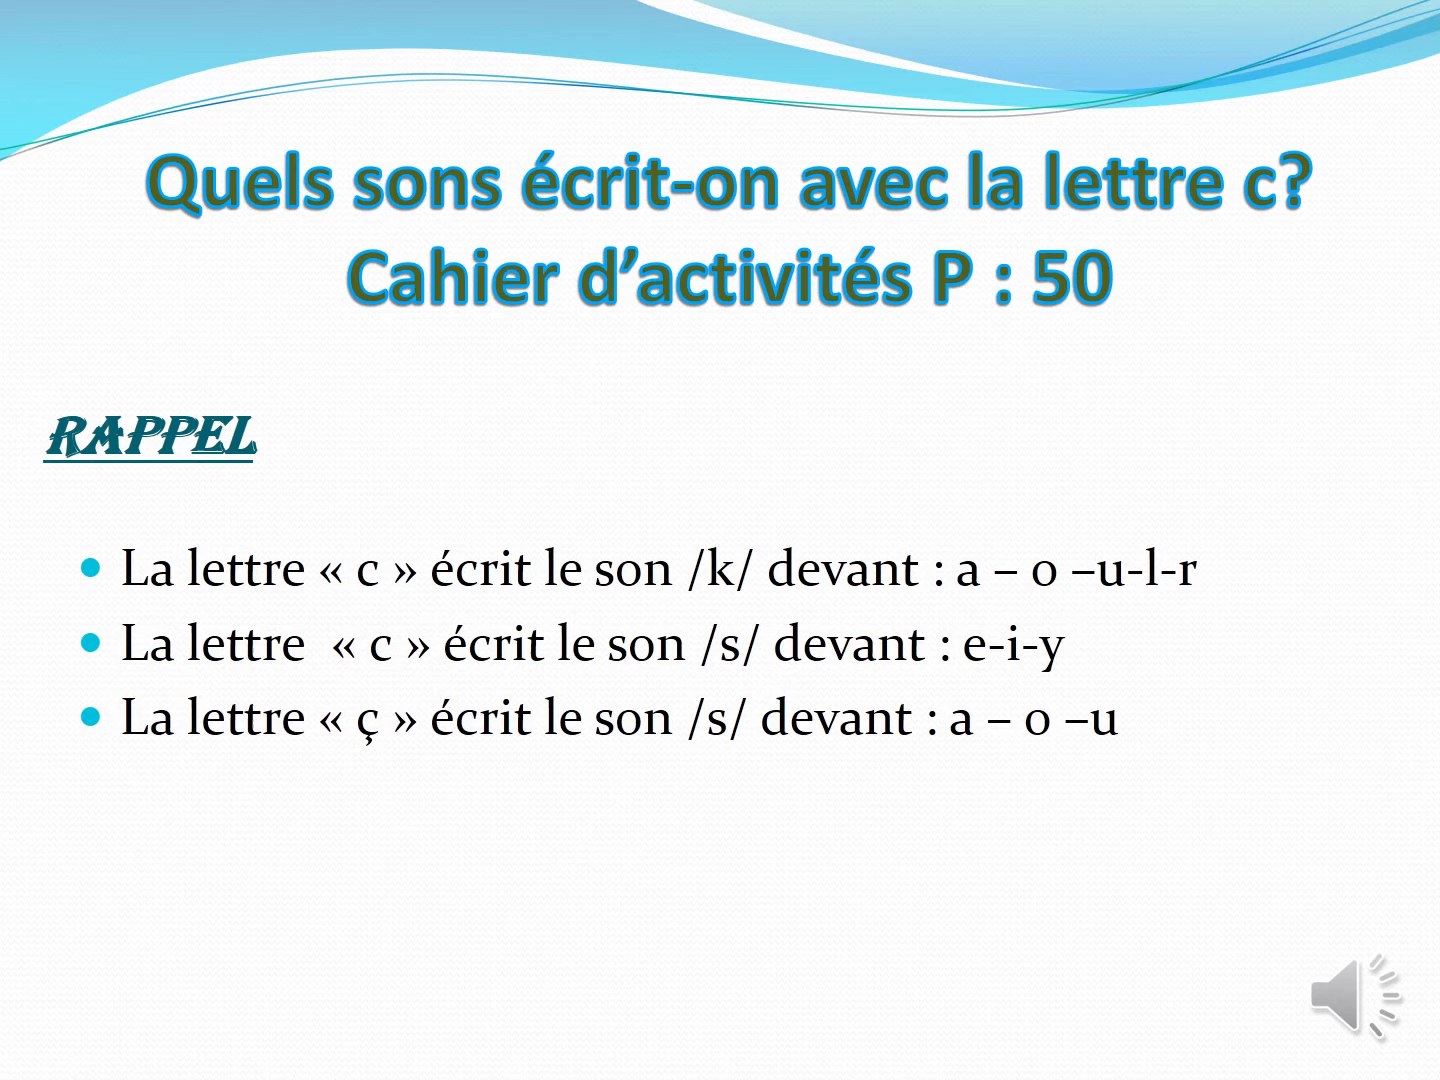 Quels sons écrit-on avec la lettre c?
Cahier d’activités P : 50
RAPPEL
La lettre « c » écrit le son /k/ devant : a – o –u-l-r
La lettre  « c » écrit le son /s/ devant : e-i-y
La lettre « ç » écrit le son /s/ devant : a – o –u